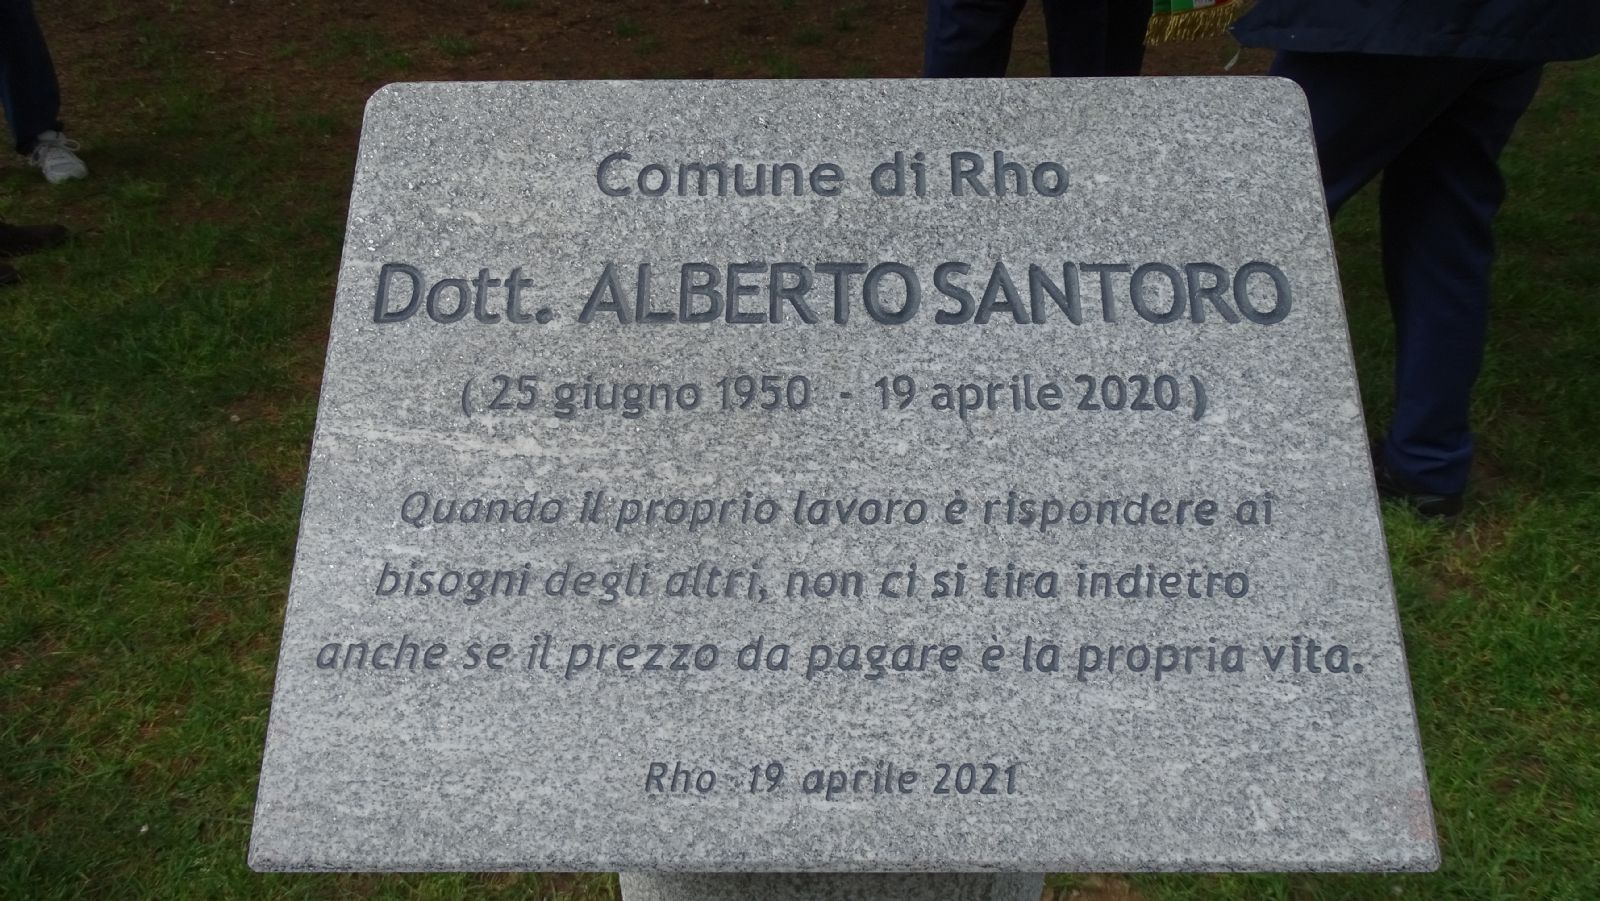 Comune di Rho
Dott. ALBERTO SANTORO
( 25 giugno 1950 - 19 aprile 2020 )
Quando il proprio lavoro è rispondere ai
bisogni degli altri, non ci si tira indietro
anche se il prezzo da pagare è la propria vita.
Rho 19 aprile 2021